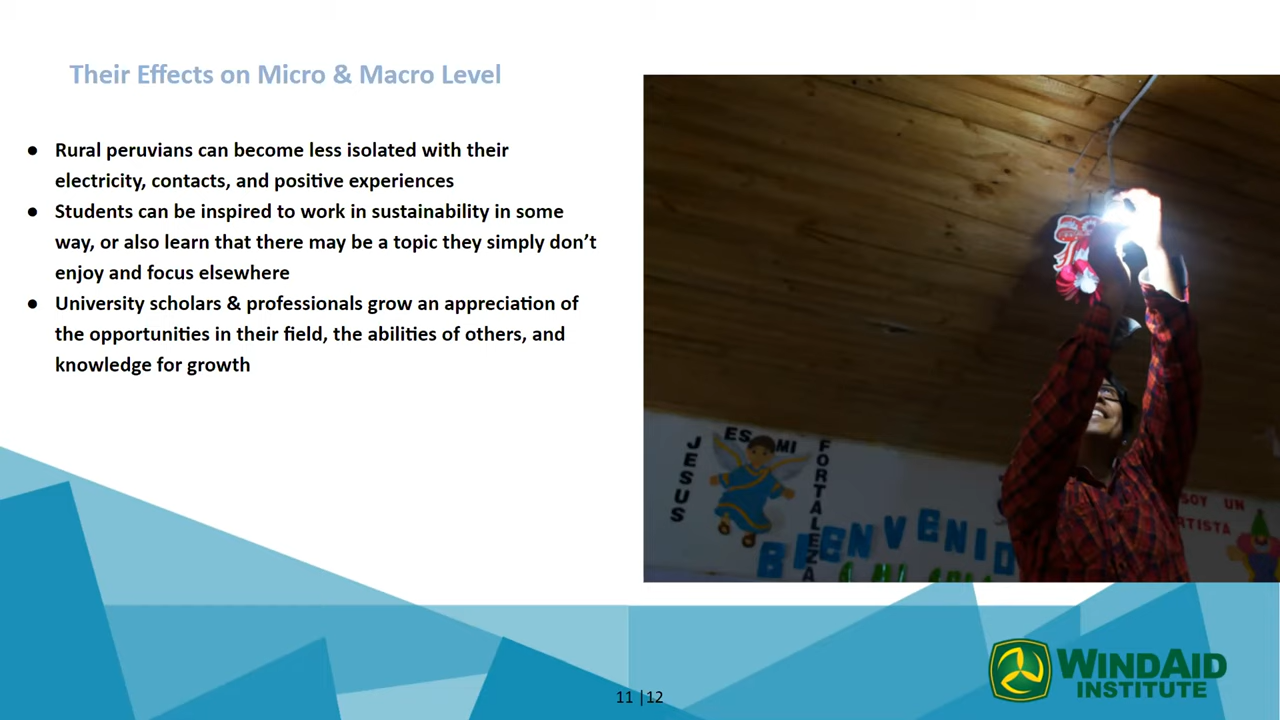 Their Effects on Micro & Macro Level
● Rural peruvians can become less isolated with their
electricity, contacts, and positive experiences
● Students can be inspired to work in sustainability in some
way, or also learn that there may be a topic they simply don’t
enjoy and focus elsewhere
● University scholars & professionals grow an appreciation of
the opportunities in their field, the abilities of others, and
knowledge for growth
JESUS
ES MI
FORTALEZA
BIENVENIDO
SOY UN
RTISTA
WINDAID
INSTITUTE
11 |12